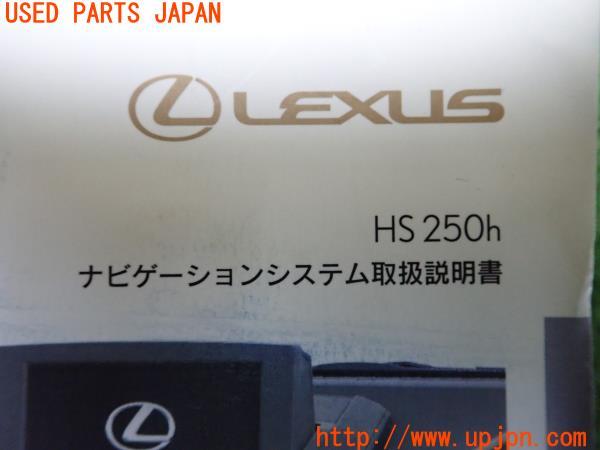 USED PARTS JAPAN
LEXUS
HS 250h
ナビゲーションシステム取扱説明書
http://www.upjpn.com